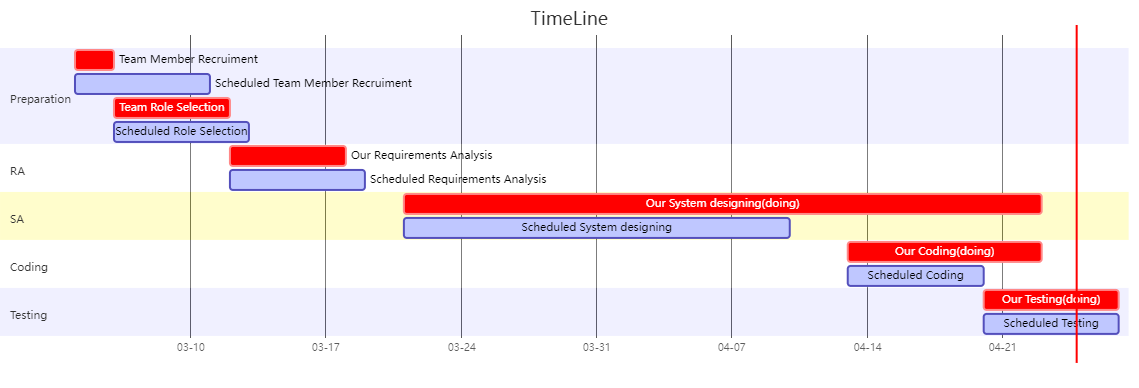 TimeLine
Team Member Recruiment
Scheduled Team Member Recruiment
Preparation
Team Role Selection
Scheduled Role Selection
Our Requirements Analysis
RA
Scheduled Requirements Analysis
Our System designing(doing)
SA
Scheduled System designing
Our Coding(doing)
Coding
Scheduled Coding
Our Testing(doing)
Testing
Scheduled Testing
03-10 03-17 03-24 03-31 04-07 04-14 04-21